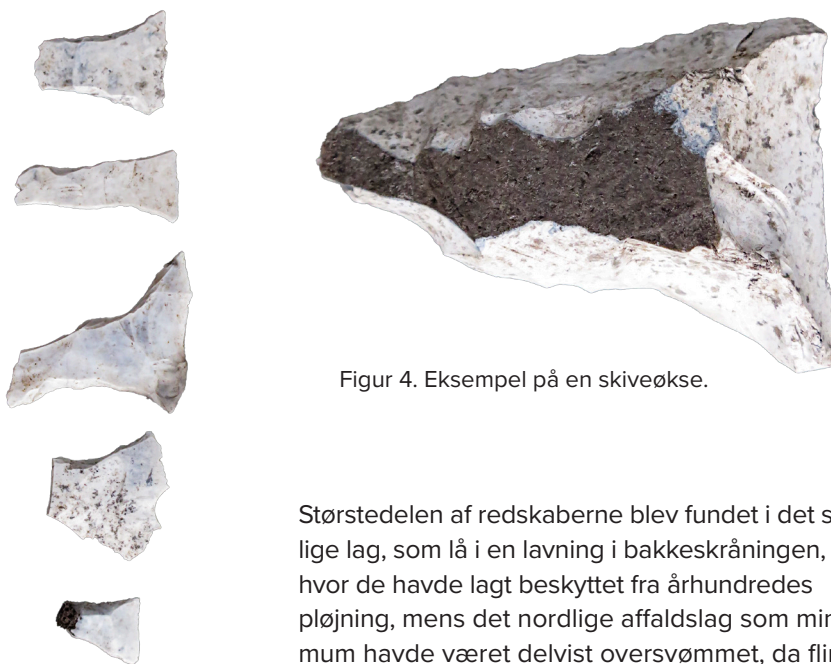 Figur 4. Eksempel på en skiveøkse.
Størstedelen af redskaberne blev fundet i det
lige lag, som lå i en lavning i bakkeskråningen,
hvor de havde lagt beskyttet fra århundredes
pløjning, mens det nordlige affaldslag som
mum havde været delvist oversvømmet, da